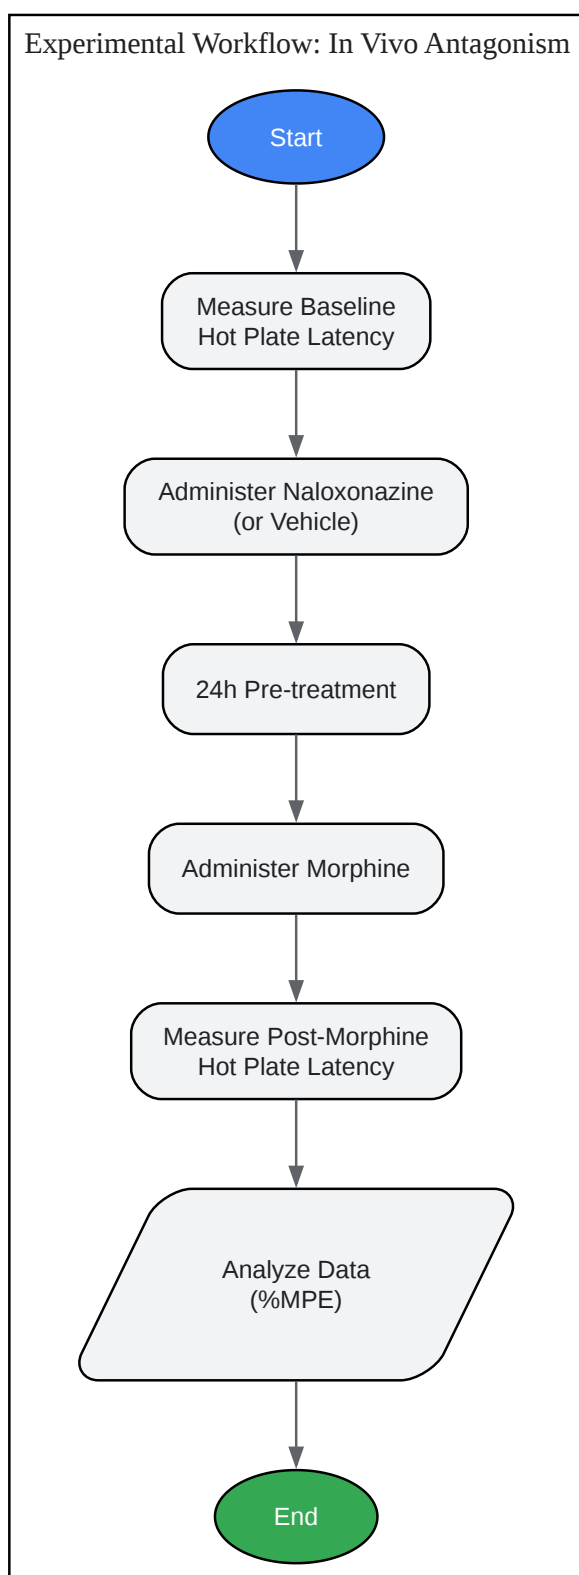 Experimental Workflow: In Vivo Antagonism
Start
Measure Baseline
Hot Plate Latency
Administer Naloxonazine
(or Vehicle)
24h Pre-treatment
Administer Morphine
Measure Post-Morphine
Hot Plate Latency
Analyze Data
(%MPE)
End